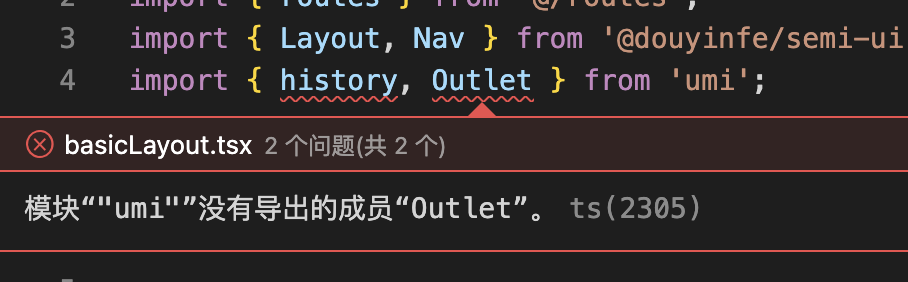 2 import { routes } from '@/routes';
3 import { Layout, Nav } from '@douyinfe/semi-ui
4 import { history, Outlet } from 'umi';
basicLayout.tsx 2 个问题(共 2 个)
模块“"umi"”没有导出的成员“Outlet”。 ts(2305)